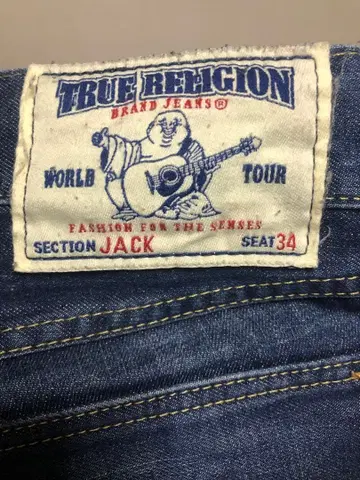 TRUE RELIGION
BRAND JEANS®
WORLD TOUR
FASHION FOR THE SENSES
SECTION JACK SEAT 34